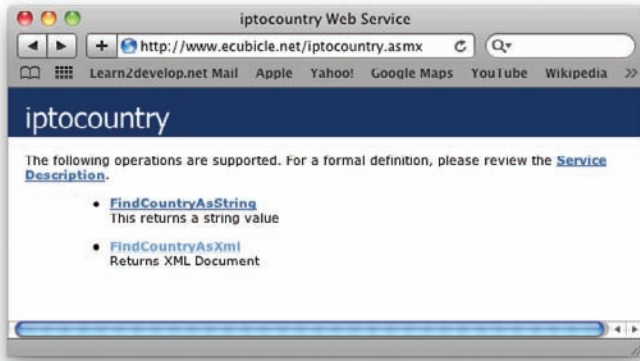 iptocountry Web Service
http://www.ecubicle.net/iptocountry.asmx
Learn2develop.net Mail Apple Yahoo! Google Maps YouTube Wikipedia »
iptocountry
The following operations are supported. For a formal definition, please review the Service
Description.
• FindCountryAsString
This returns a string value
• FindCountryAsXml
Returns XML Document